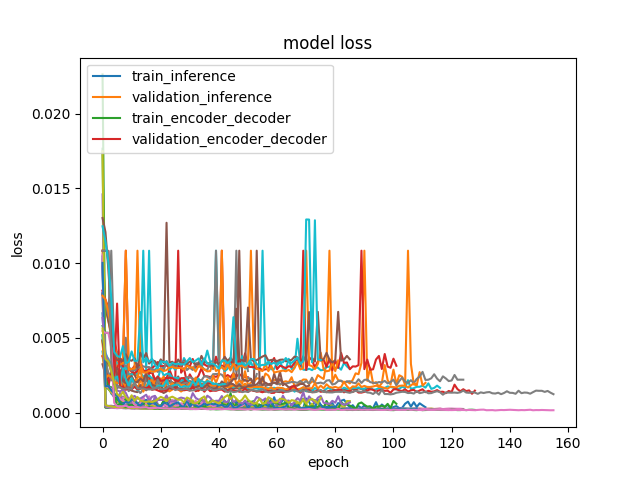 model loss
train_inference
validation_inference
train_encoder_decoder
validation_encoder_decoder
loss
0.020
0.015
0.010
0.005
0.000
0 20 40 60 80 100 120 140 160
epoch